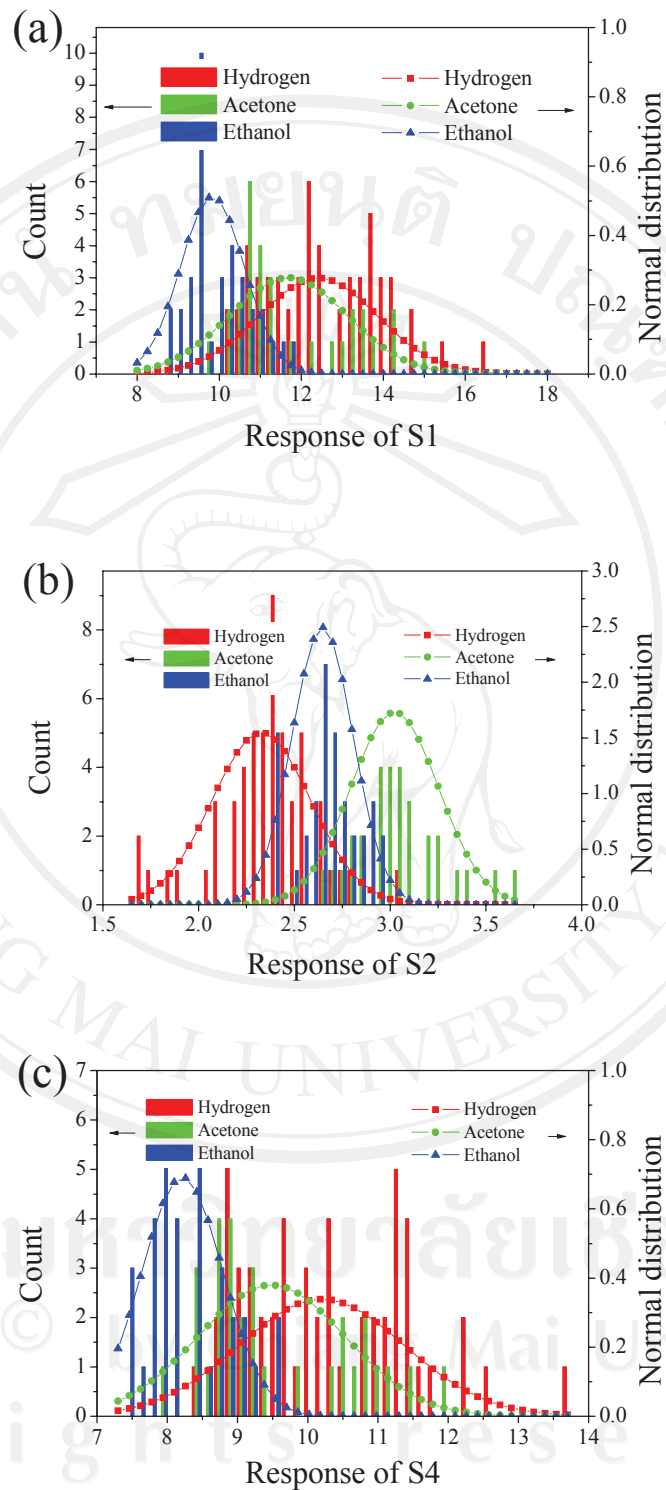 (a)
10
9
8
7
6
5
4
3
2
1
0
Count
Hydrogen
Acetone
Ethanol
Hydrogen
Acetone
Ethanol
1.0
0.8
0.6
0.4
0.2
0.0
Normal distribution
8 10 12 14 16 18
Response of S1
(b)
8
6
4
2
0
Count
Hydrogen
Acetone
Ethanol
Hydrogen
Acetone
Ethanol
3.0
2.5
2.0
1.5
1.0
0.5
0.0
Normal distribution
1.5 2.0 2.5 3.0 3.5 4.0
Response of S2
(c)
7
6
5
4
3
2
1
0
Count
Hydrogen
Acetone
Ethanol
Hydrogen
Acetone
Ethanol
1.0
0.8
0.6
0.4
0.2
0.0
Normal distribution
7 8 9 10 11 12 13 14
Response of S4